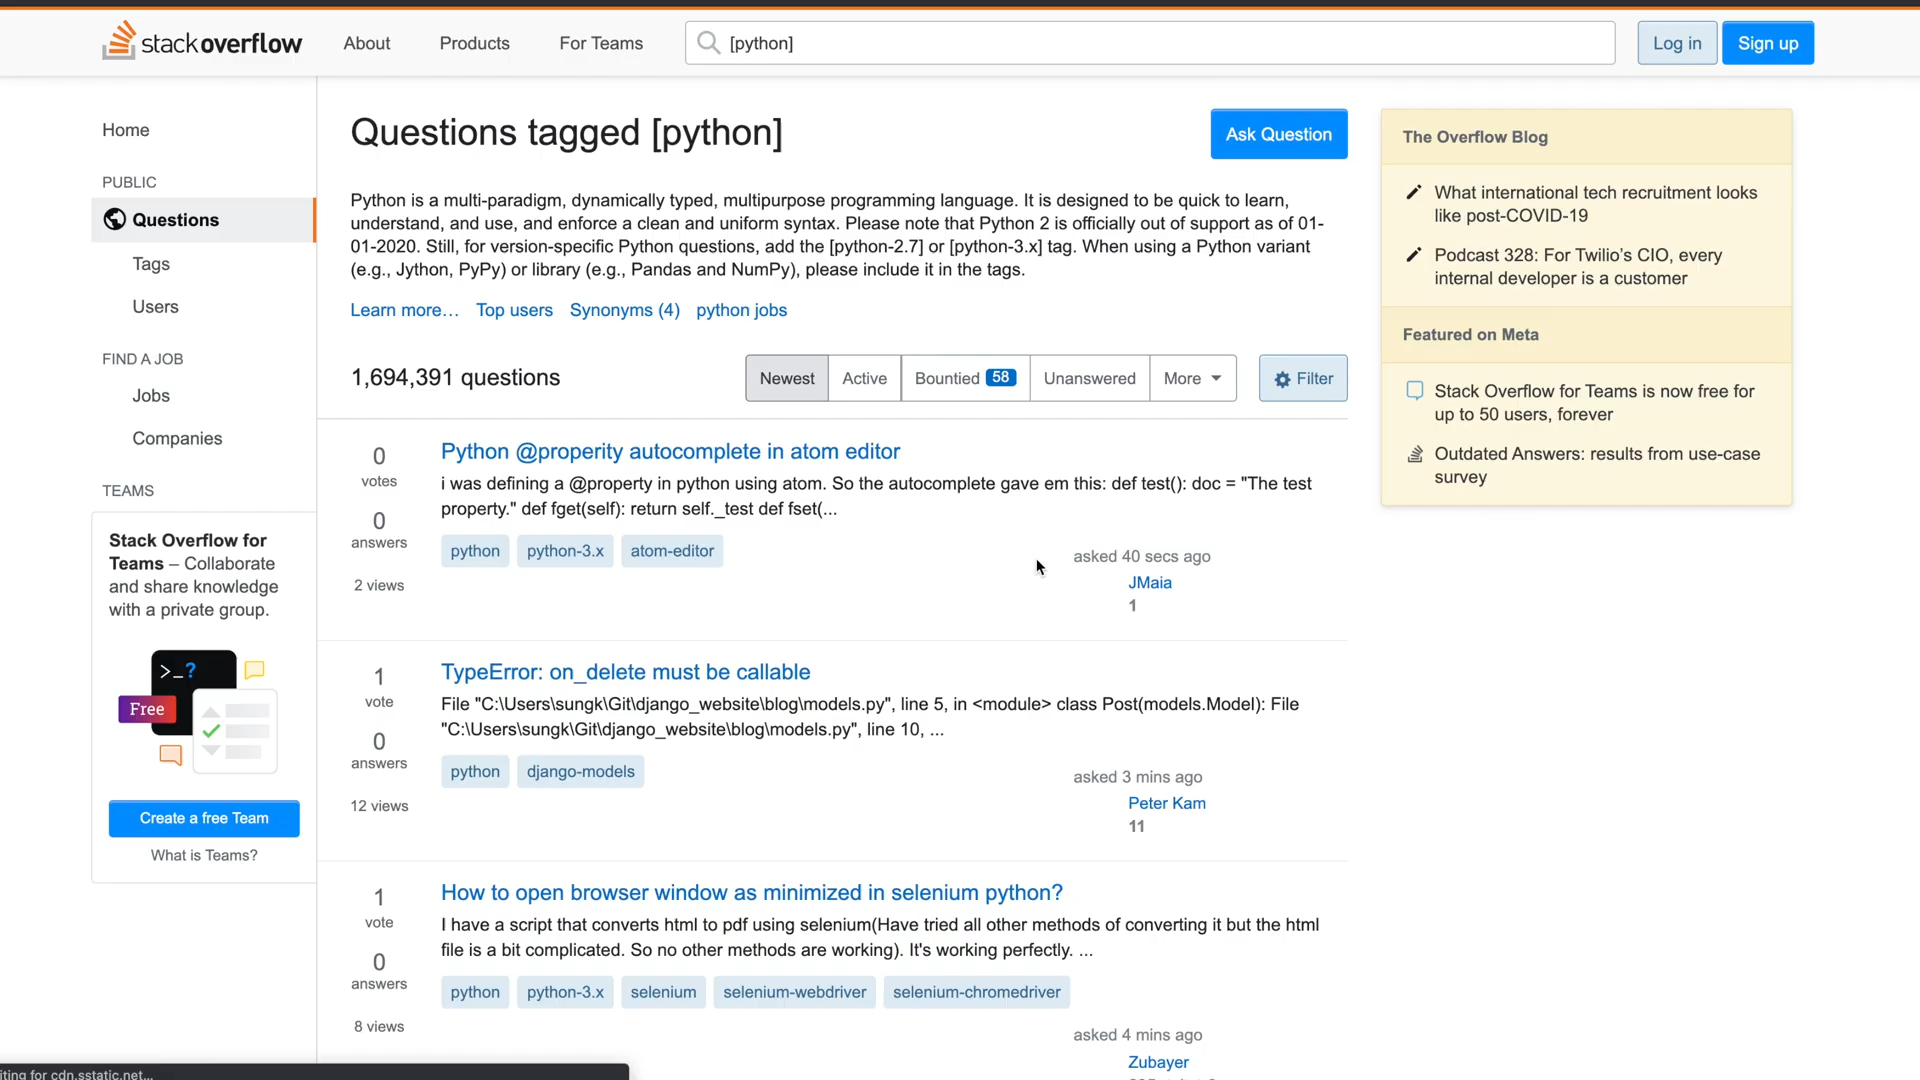 stackoverflow
About
Products
For Teams
[python]
Log in
Sign up
Home
PUBLIC
Questions
Tags
Users
FIND A JOB
Jobs
Companies
TEAMS
Stack Overflow for
Teams – Collaborate
and share knowledge
with a private group.
>_?
Free
Create a free Team
What is Teams?
Questions tagged [python]
Ask Question
Python is a multi-paradigm, dynamically typed, multipurpose programming language. It is designed to be quick to learn,
understand, and use, and enforce a clean and uniform syntax. Please note that Python 2 is officially out of support as of 01-
01-2020. Still, for version-specific Python questions, add the [python-2.7] or [python-3.x] tag. When using a Python variant
(e.g., Jython, PyPy) or library (e.g., Pandas and NumPy), please include it in the tags.
Learn more… Top users Synonyms (4) python jobs
1,694,391 questions
Newest
Active
Bountied 58
Unanswered
More
Filter
0
votes
0
answers
2 views
Python @properity autocomplete in atom editor
i was defining a @property in python using atom. So the autocomplete gave em this: def test(): doc = "The test
property." def fget(self): return self._test def fset(...
python python-3.x atom-editor
asked 40 secs ago
JMaia
1
1
vote
0
answers
12 views
TypeError: on_delete must be callable
File "C:\Users\sungk\Git\django_website\blog\models.py", line 5, in <module> class Post(models.Model): File
"C:\Users\sungk\Git\django_website\blog\models.py", line 10, ...
python django-models
asked 3 mins ago
Peter Kam
11
1
vote
0
answers
8 views
How to open browser window as minimized in selenium python?
I have a script that converts html to pdf using selenium(Have tried all other methods of converting it but the html
file is a bit complicated. So no other methods are working). It's working perfectly. ...
python python-3.x selenium selenium-webdriver selenium-chromedriver
asked 4 mins ago
Zubayer
The Overflow Blog
What international tech recruitment looks
like post-COVID-19
Podcast 328: For Twilio's CIO, every
internal developer is a customer
Featured on Meta
Stack Overflow for Teams is now free for
up to 50 users, forever
Outdated Answers: results from use-case
survey
iting for cdn.sstatic.net...